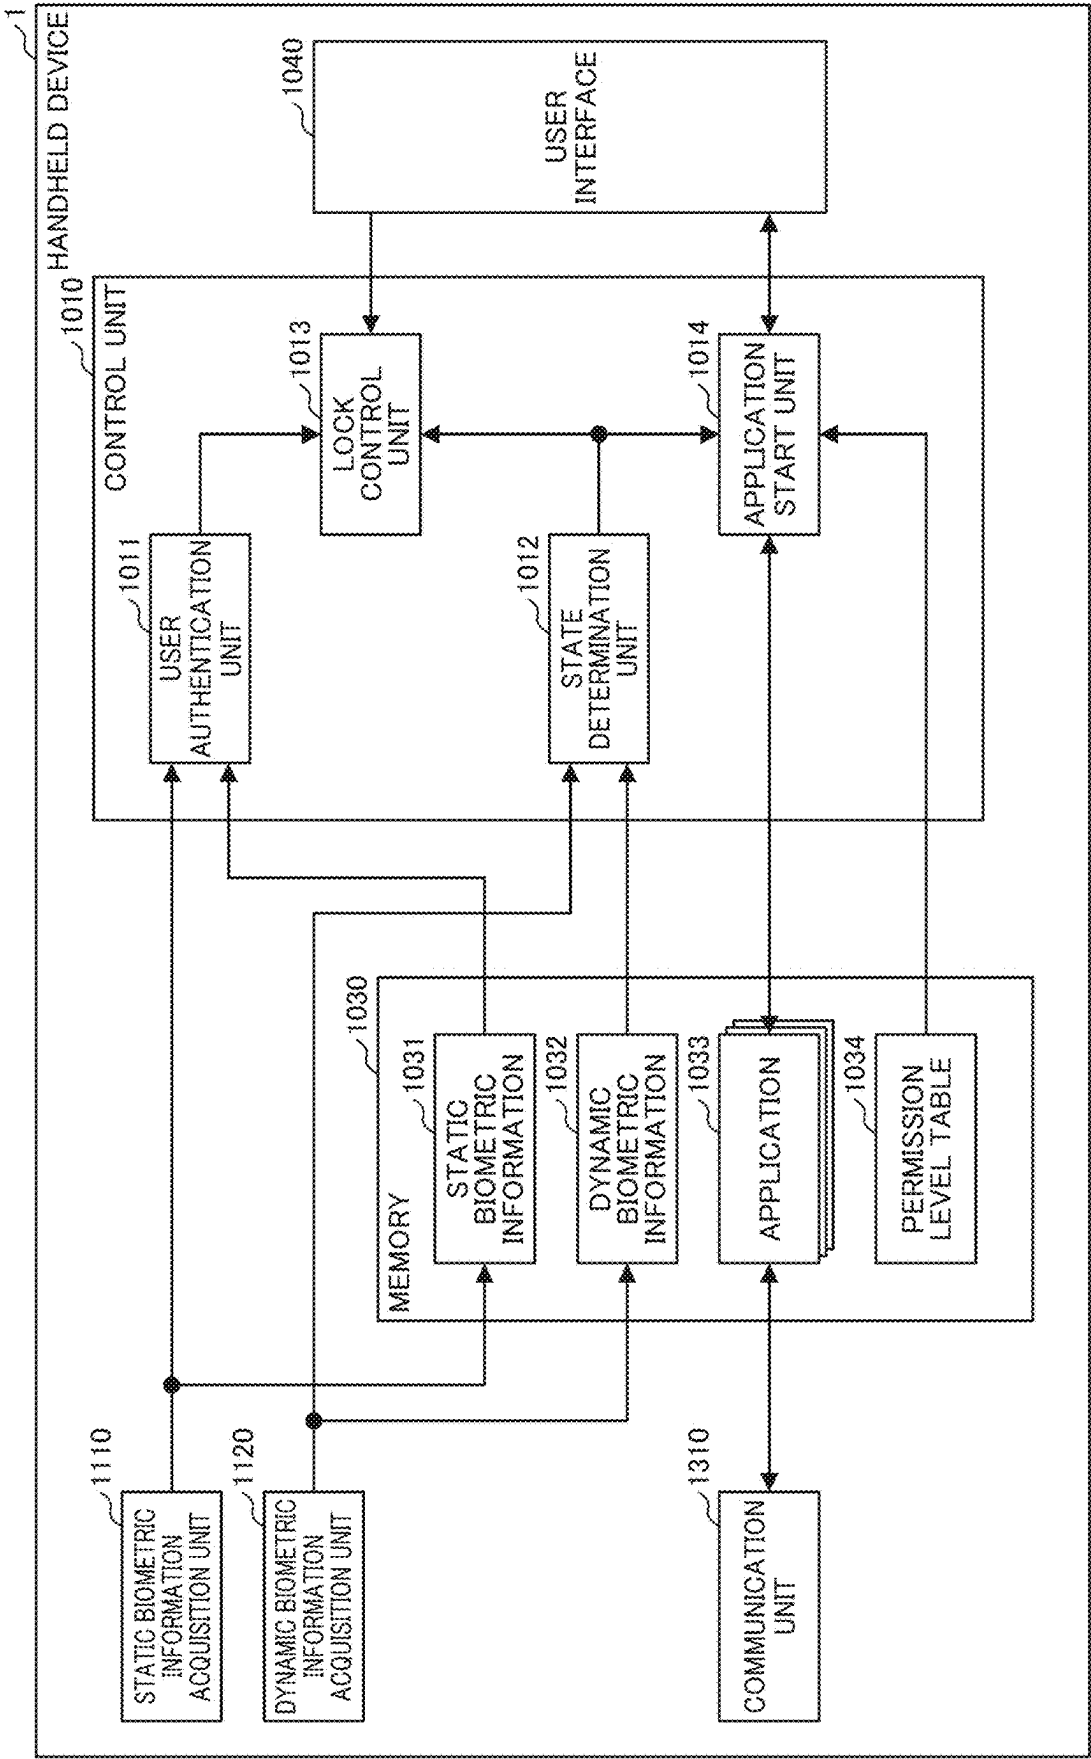 1
HANDHELD DEVICE
1110
STATIC BIOMETRIC
INFORMATION
ACQUISITION UNIT
1120
DYNAMIC BIOMETRIC
INFORMATION
ACQUISITION UNIT
1310
COMMUNICATION
UNIT
1030
MEMORY
1031
STATIC
BIOMETRIC
INFORMATION
1032
DYNAMIC
BIOMETRIC
INFORMATION
1033
APPLICATION
1034
PERMISSION
LEVEL TABLE
1010
CONTROL UNIT
1011
USER
AUTHENTICATION
UNIT
1012
STATE
DETERMINATION
UNIT
1013
LOCK
CONTROL
UNIT
1014
APPLICATION
START UNIT
1040
USER
INTERFACE